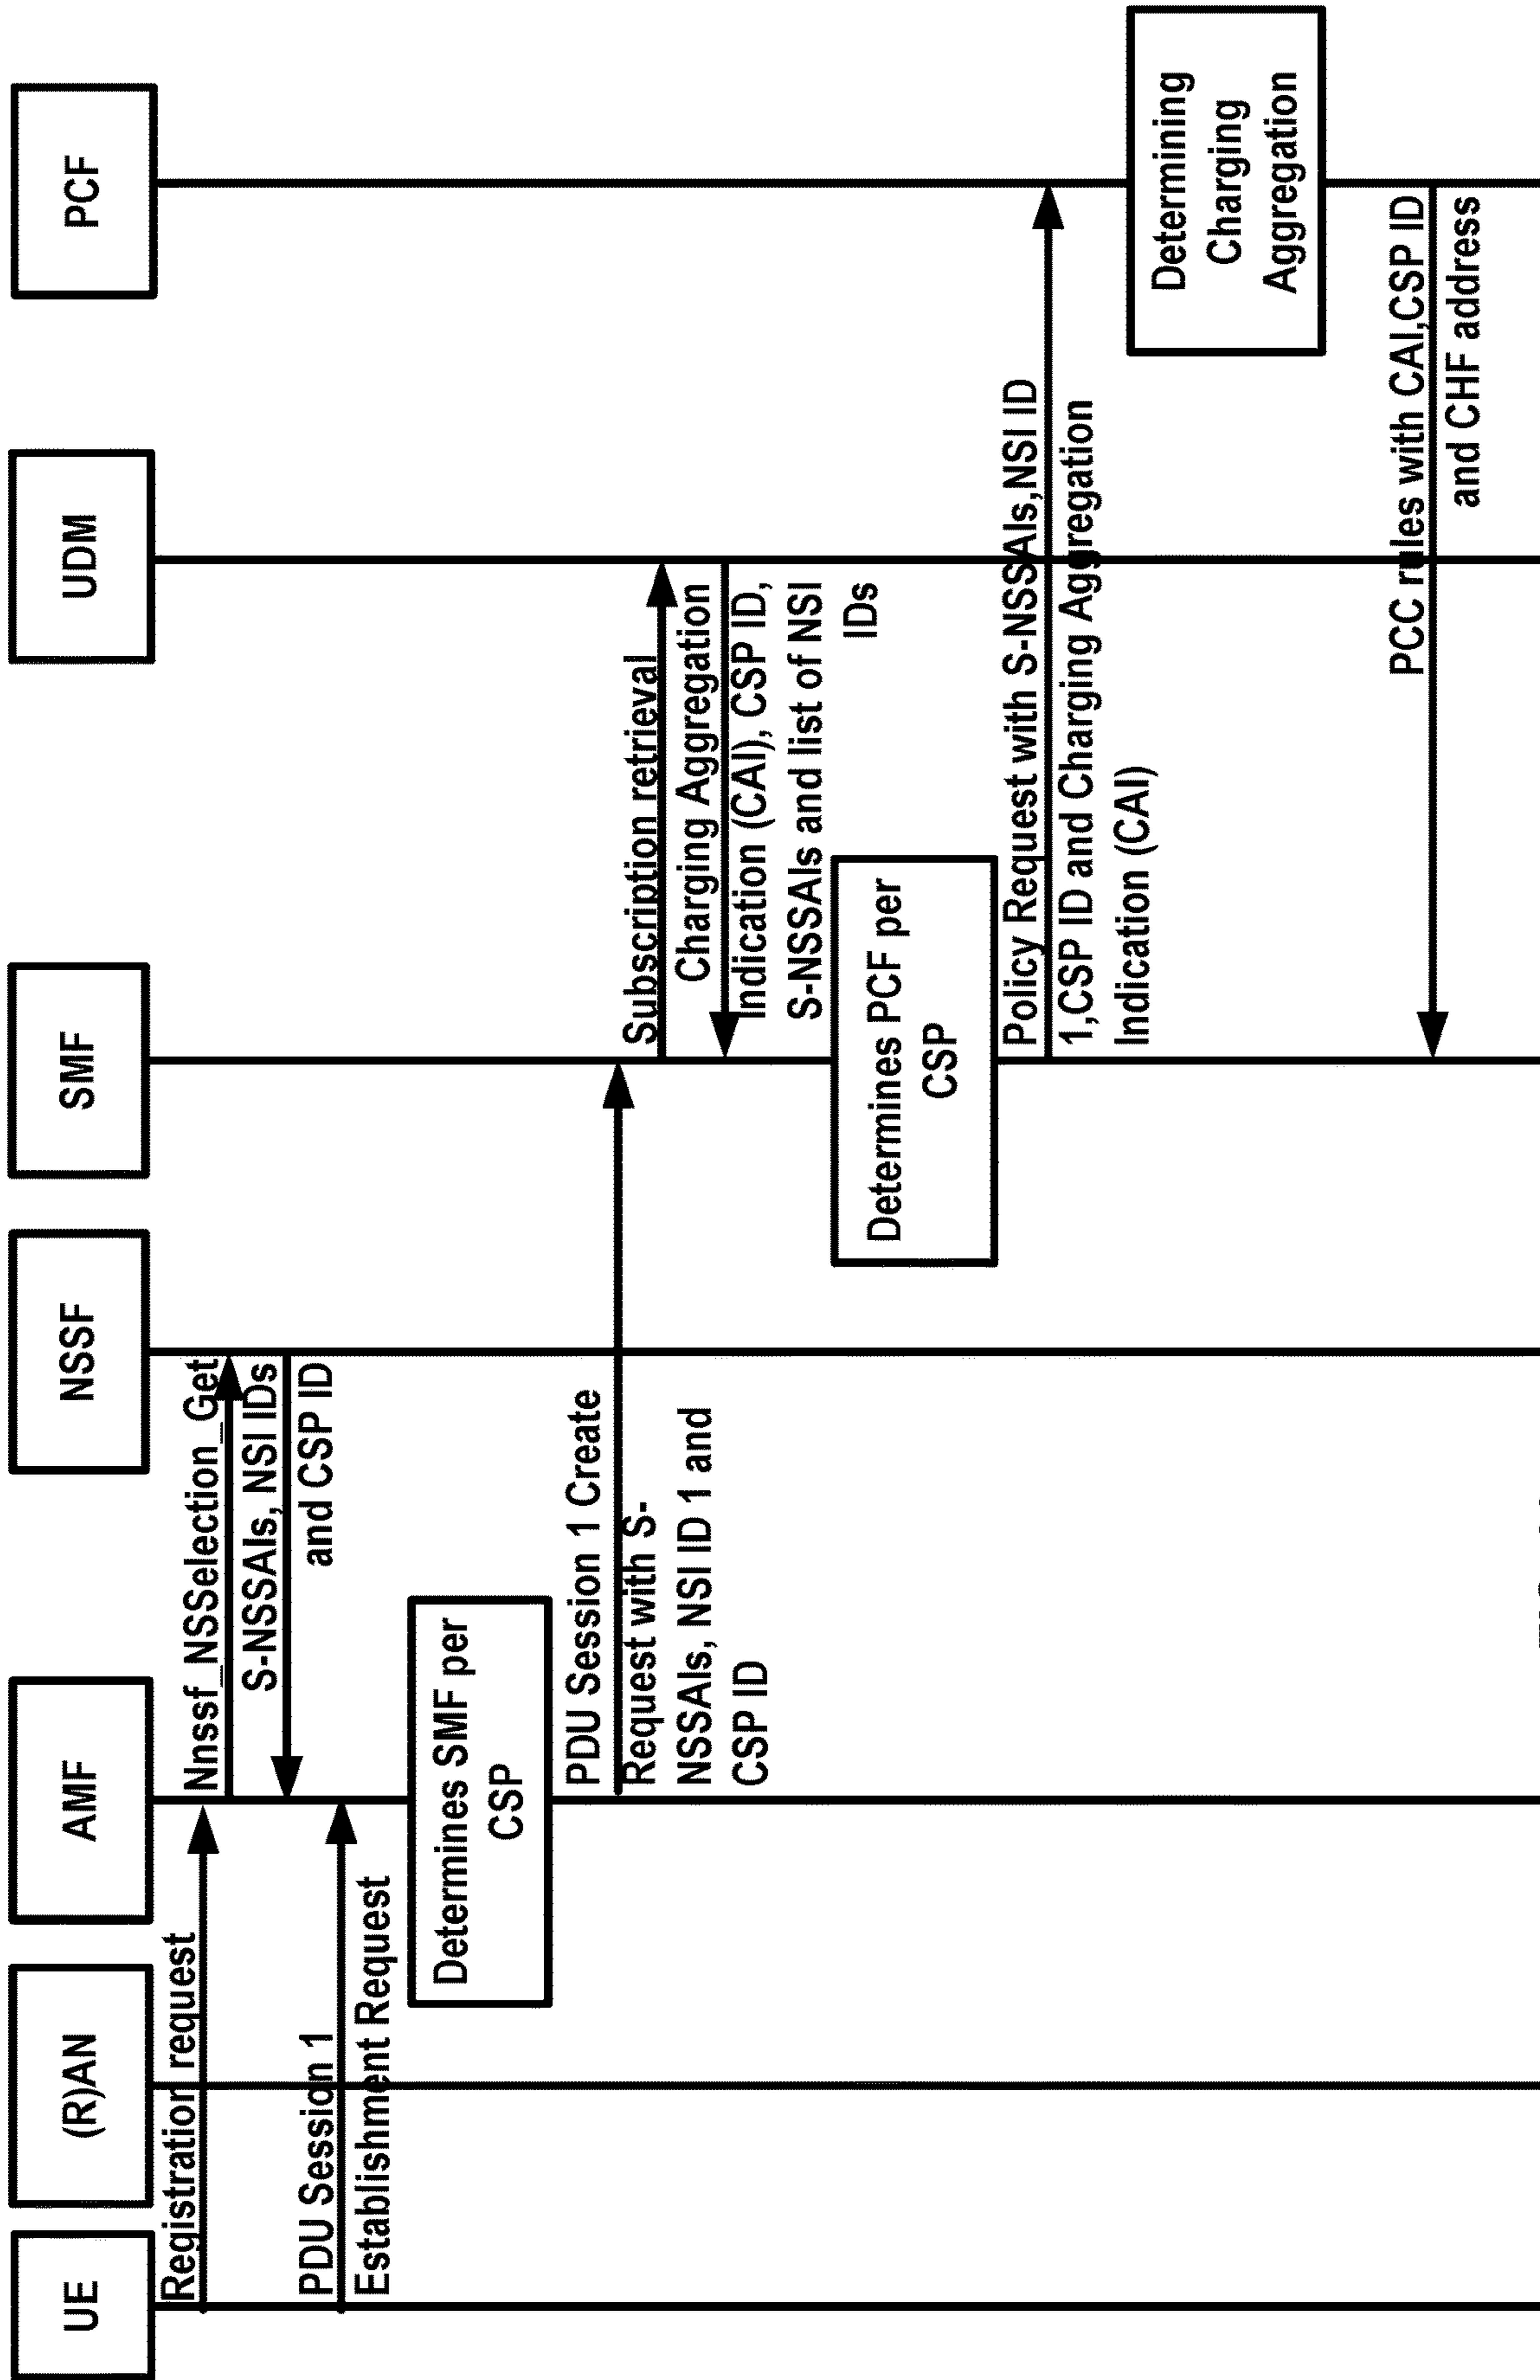 UE
(R)AN
AMF
NSSF
SMF
UDM
PCF
Registration request
Nnssf_NSSelection_Get
S-NSSAIs, NSI IDs
and CSP ID
PDU Session 1
Establishment Request
Determines SMF per
CSP
PDU Session 1 Create
Request with S-
NSSAIs, NSI ID 1 and
CSP ID
Subscription retrieval
Charging Aggregation
Indication (CAI), CSP ID,
S-NSSAIs and list of NSI
IDs
Determines PCF per
CSP
Policy Request with S-NSSAIs,NSI ID
1,CSP ID and Charging Aggregation
Indication (CAI)
Determining
Charging
Aggregation
PCC rules with CAI,CSP ID
and CHF address